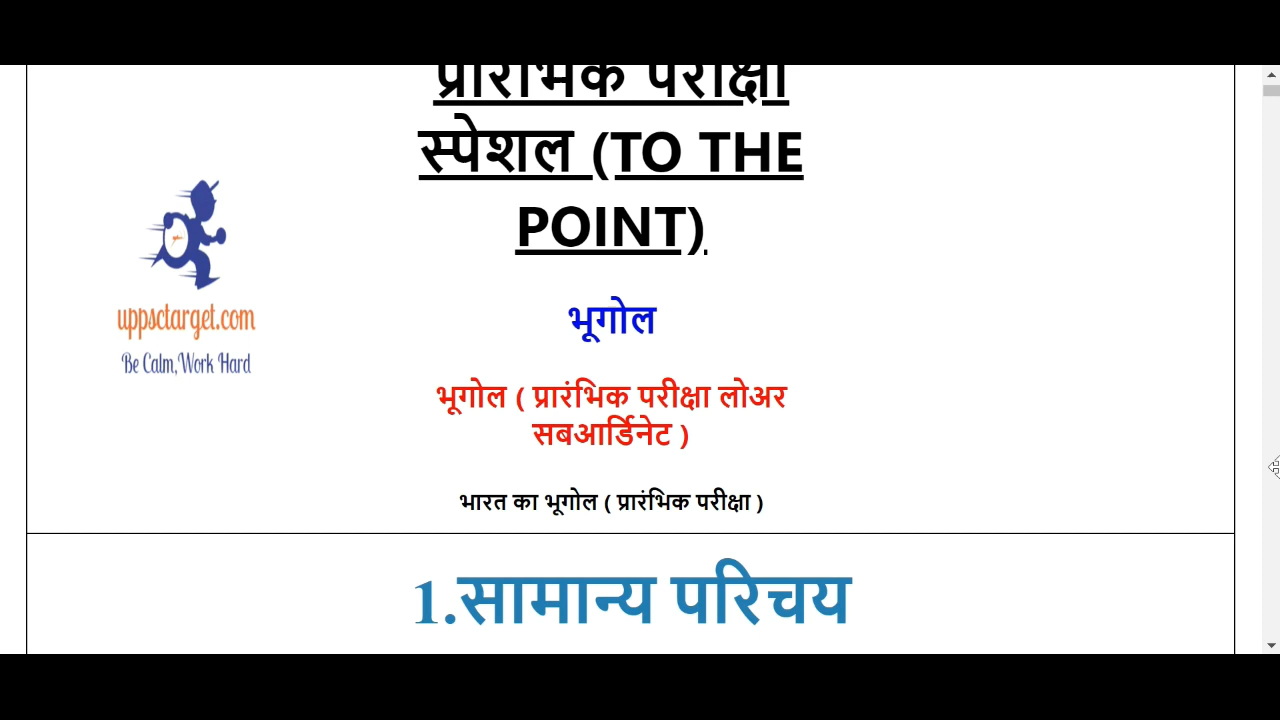 प्रारंभिक परीक्षा
स्पेशल (TO THE
POINT)
uppsctarget.com
Be Calm,Work Hard
भूगोल
भूगोल ( प्रारंभिक परीक्षा लोअर
सबआर्डिनेट )
भारत का भूगोल ( प्रारंभिक परीक्षा )
1.सामान्य परिचय